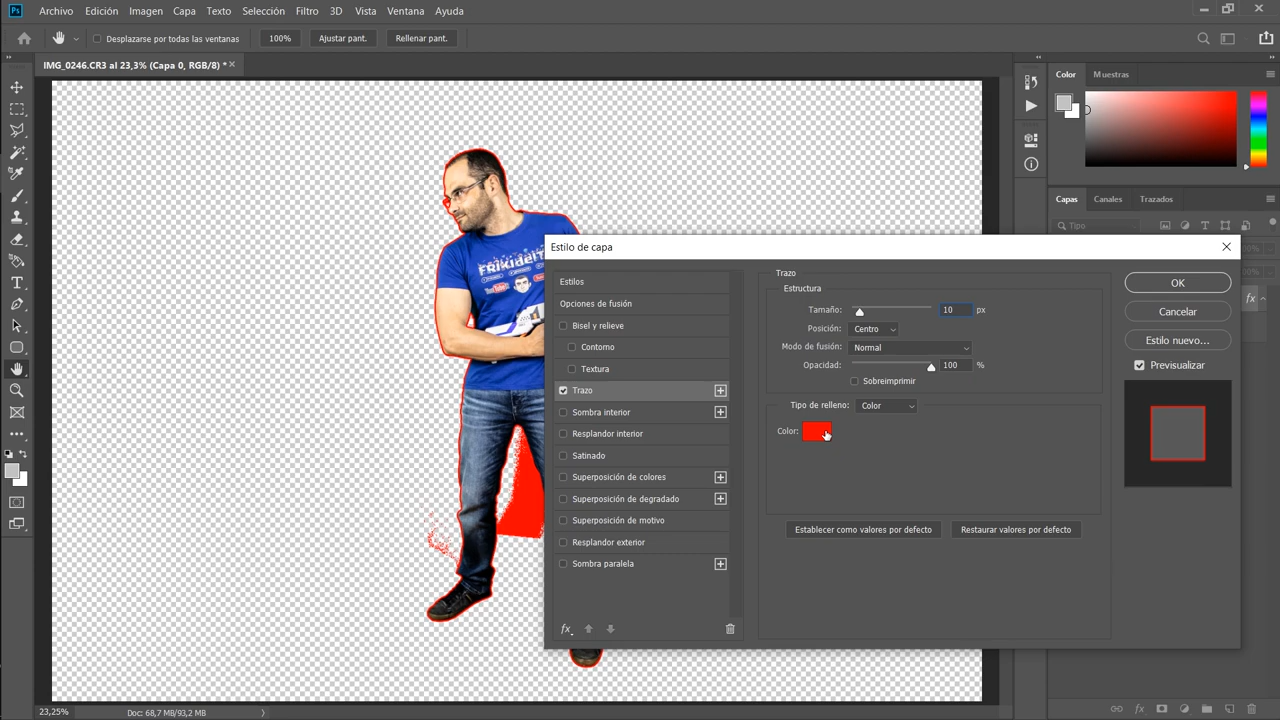 Ps Archivo Edición Imagen Capa Texto Selección Filtro 3D Vista Ventana Ayuda
Desplazarse por todas las ventanas 100% Ajustar pant. Rellenar pant.
IMG_0246.CR3 al 23,3% (Capa 0, RGB/8) *
Color Muestras
Capas Canales Trazados
Tipo
FRIKIdelTO
YouTube
Estilo de capa
Estilos
Opciones de fusión
Bisel y relieve
Contorno
Textura
Trazo
Sombra interior
Resplandor interior
Satinado
Superposición de colores
Superposición de degradado
Superposición de motivo
Resplandor exterior
Sombra paralela
fx
Trazo
Estructura
Tamaño: 10 px
Posición: Centro
Modo de fusión: Normal
Opacidad: 100 %
Sobreimprimir
Tipo de relleno: Color
Color:
Establecer como valores por defecto Restaurar valores por defecto
OK
Cancelar
Estilo nuevo...
Previsualizar
fx
23,25% Doc: 68,7 MB/93,2 MB
fx